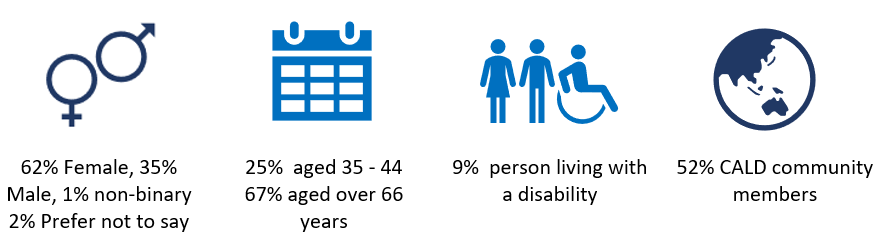 62% Female, 35%
Male, 1% non-binary
2% Prefer not to say
25%  aged 35 - 44
67% aged over 66
years
9%  person living with
a disability
52% CALD community
members